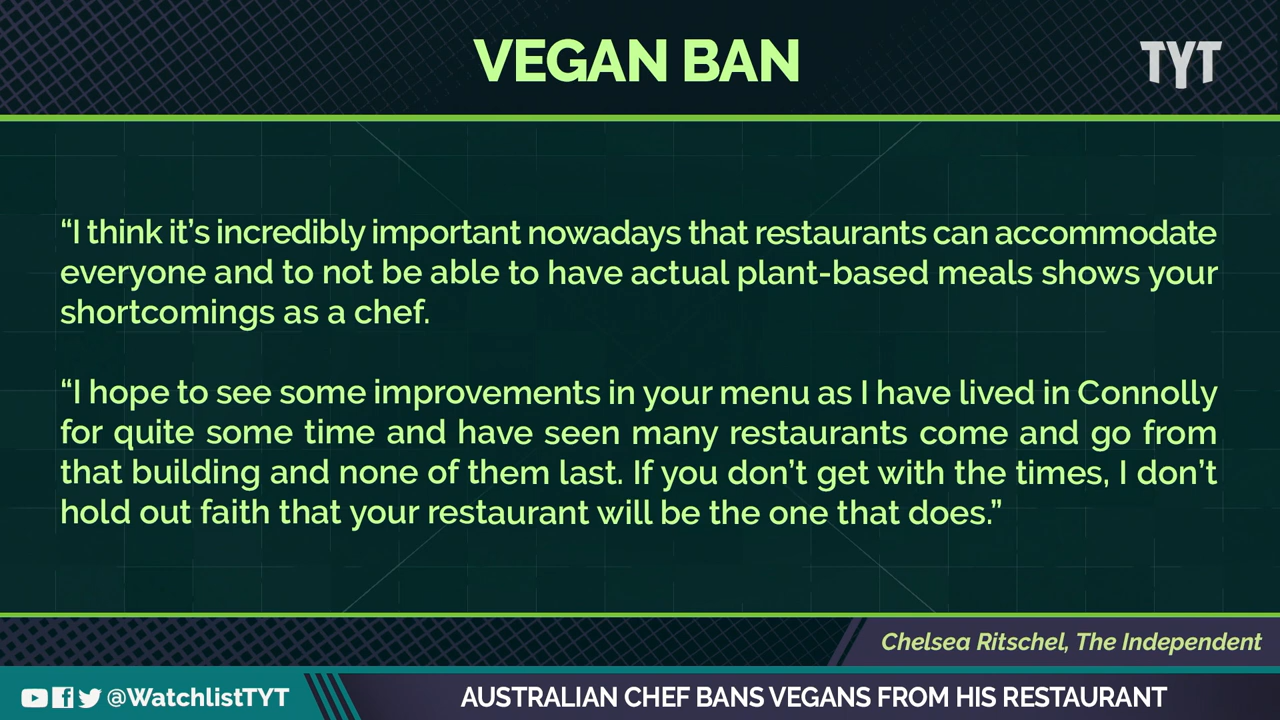 VEGAN BAN
TYT
“I think it’s incredibly important nowadays that restaurants can accommodate
everyone and to not be able to have actual plant-based meals shows your
shortcomings as a chef.
“I hope to see some improvements in your menu as I have lived in Connolly
for quite some time and have seen many restaurants come and go from
that building and none of them last. If you don’t get with the times, I don’t
hold out faith that your restaurant will be the one that does.”
Chelsea Ritschel, The Independent
@WatchlistTYT
AUSTRALIAN CHEF BANS VEGANS FROM HIS RESTAURANT